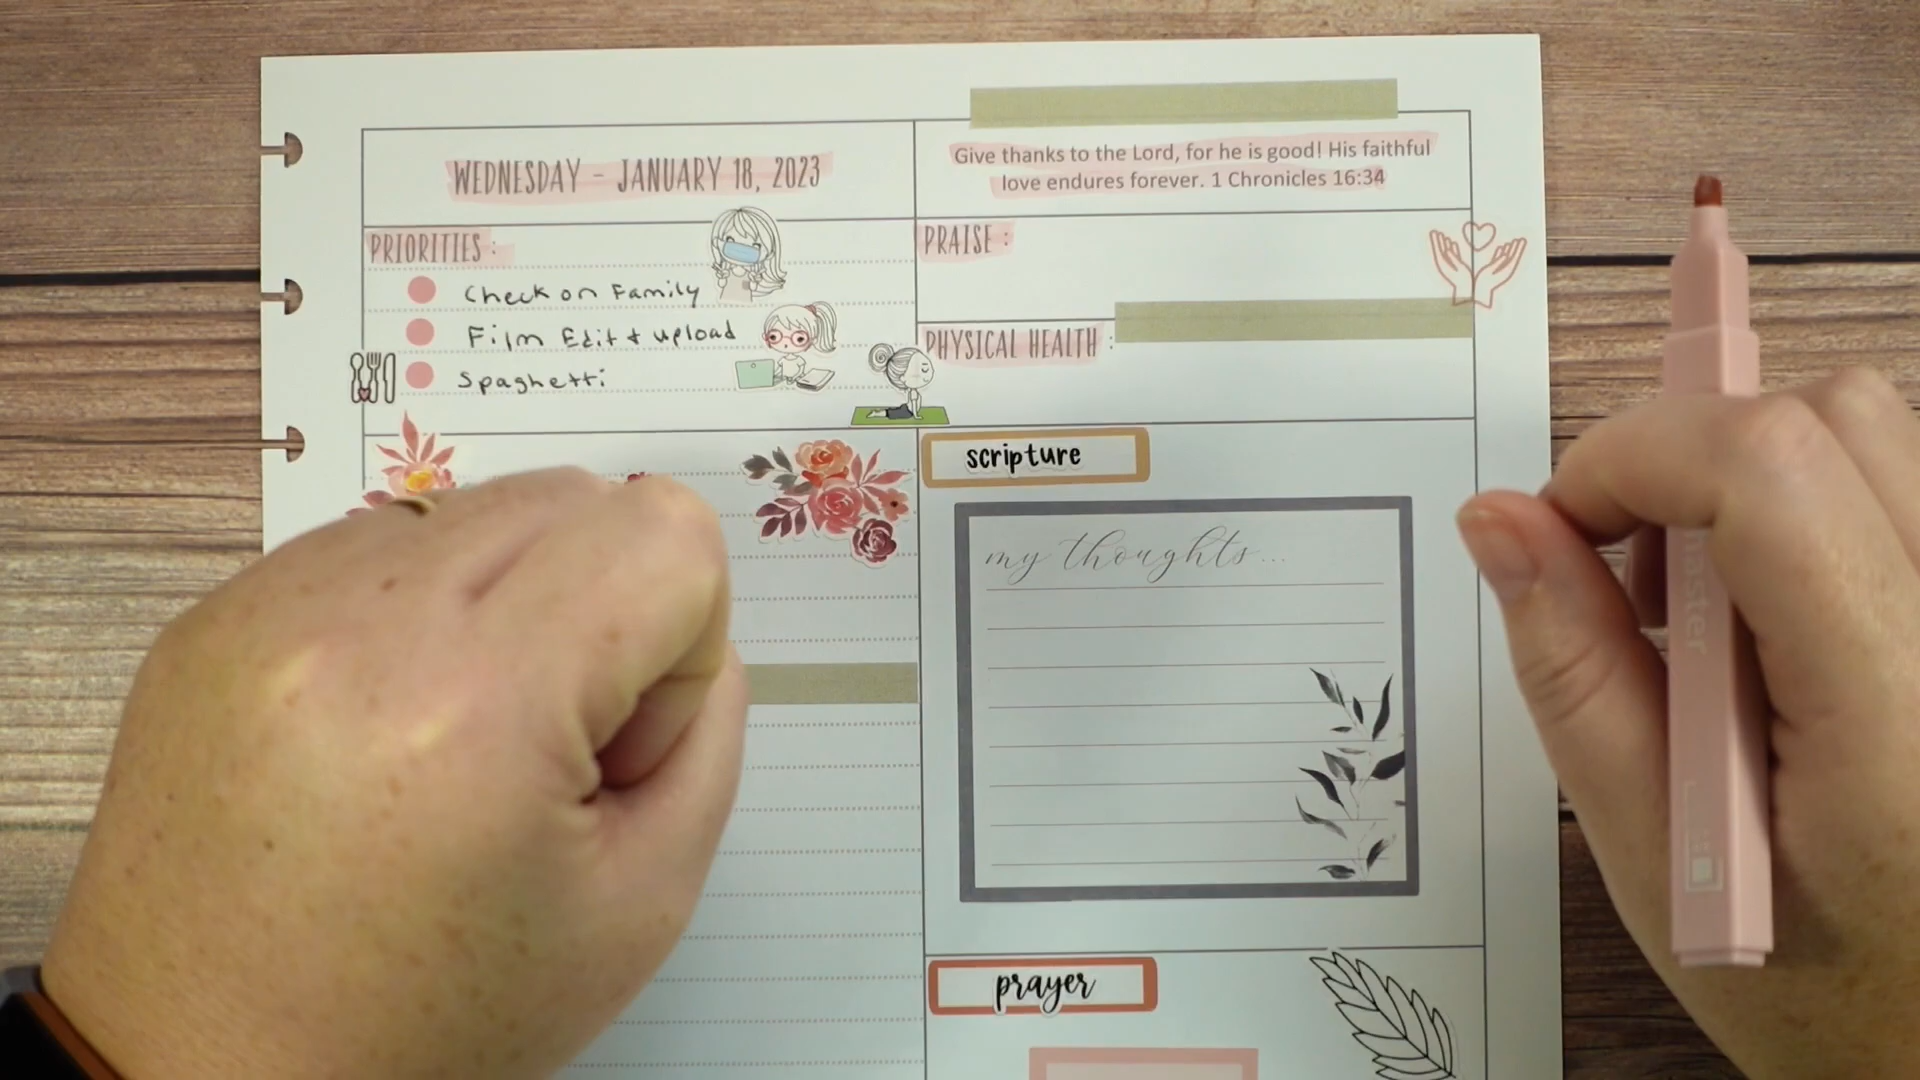 WEDNESDAY - JANUARY 18, 2023
Give thanks to the Lord, for he is good! His faithful
love endures forever. 1 Chronicles 16:34
PRIORITIES :
Check on Family
Film Edit + upload
Spaghetti
PRAISE :
PHYSICAL HEALTH :
scripture
my thoughts...
prayer